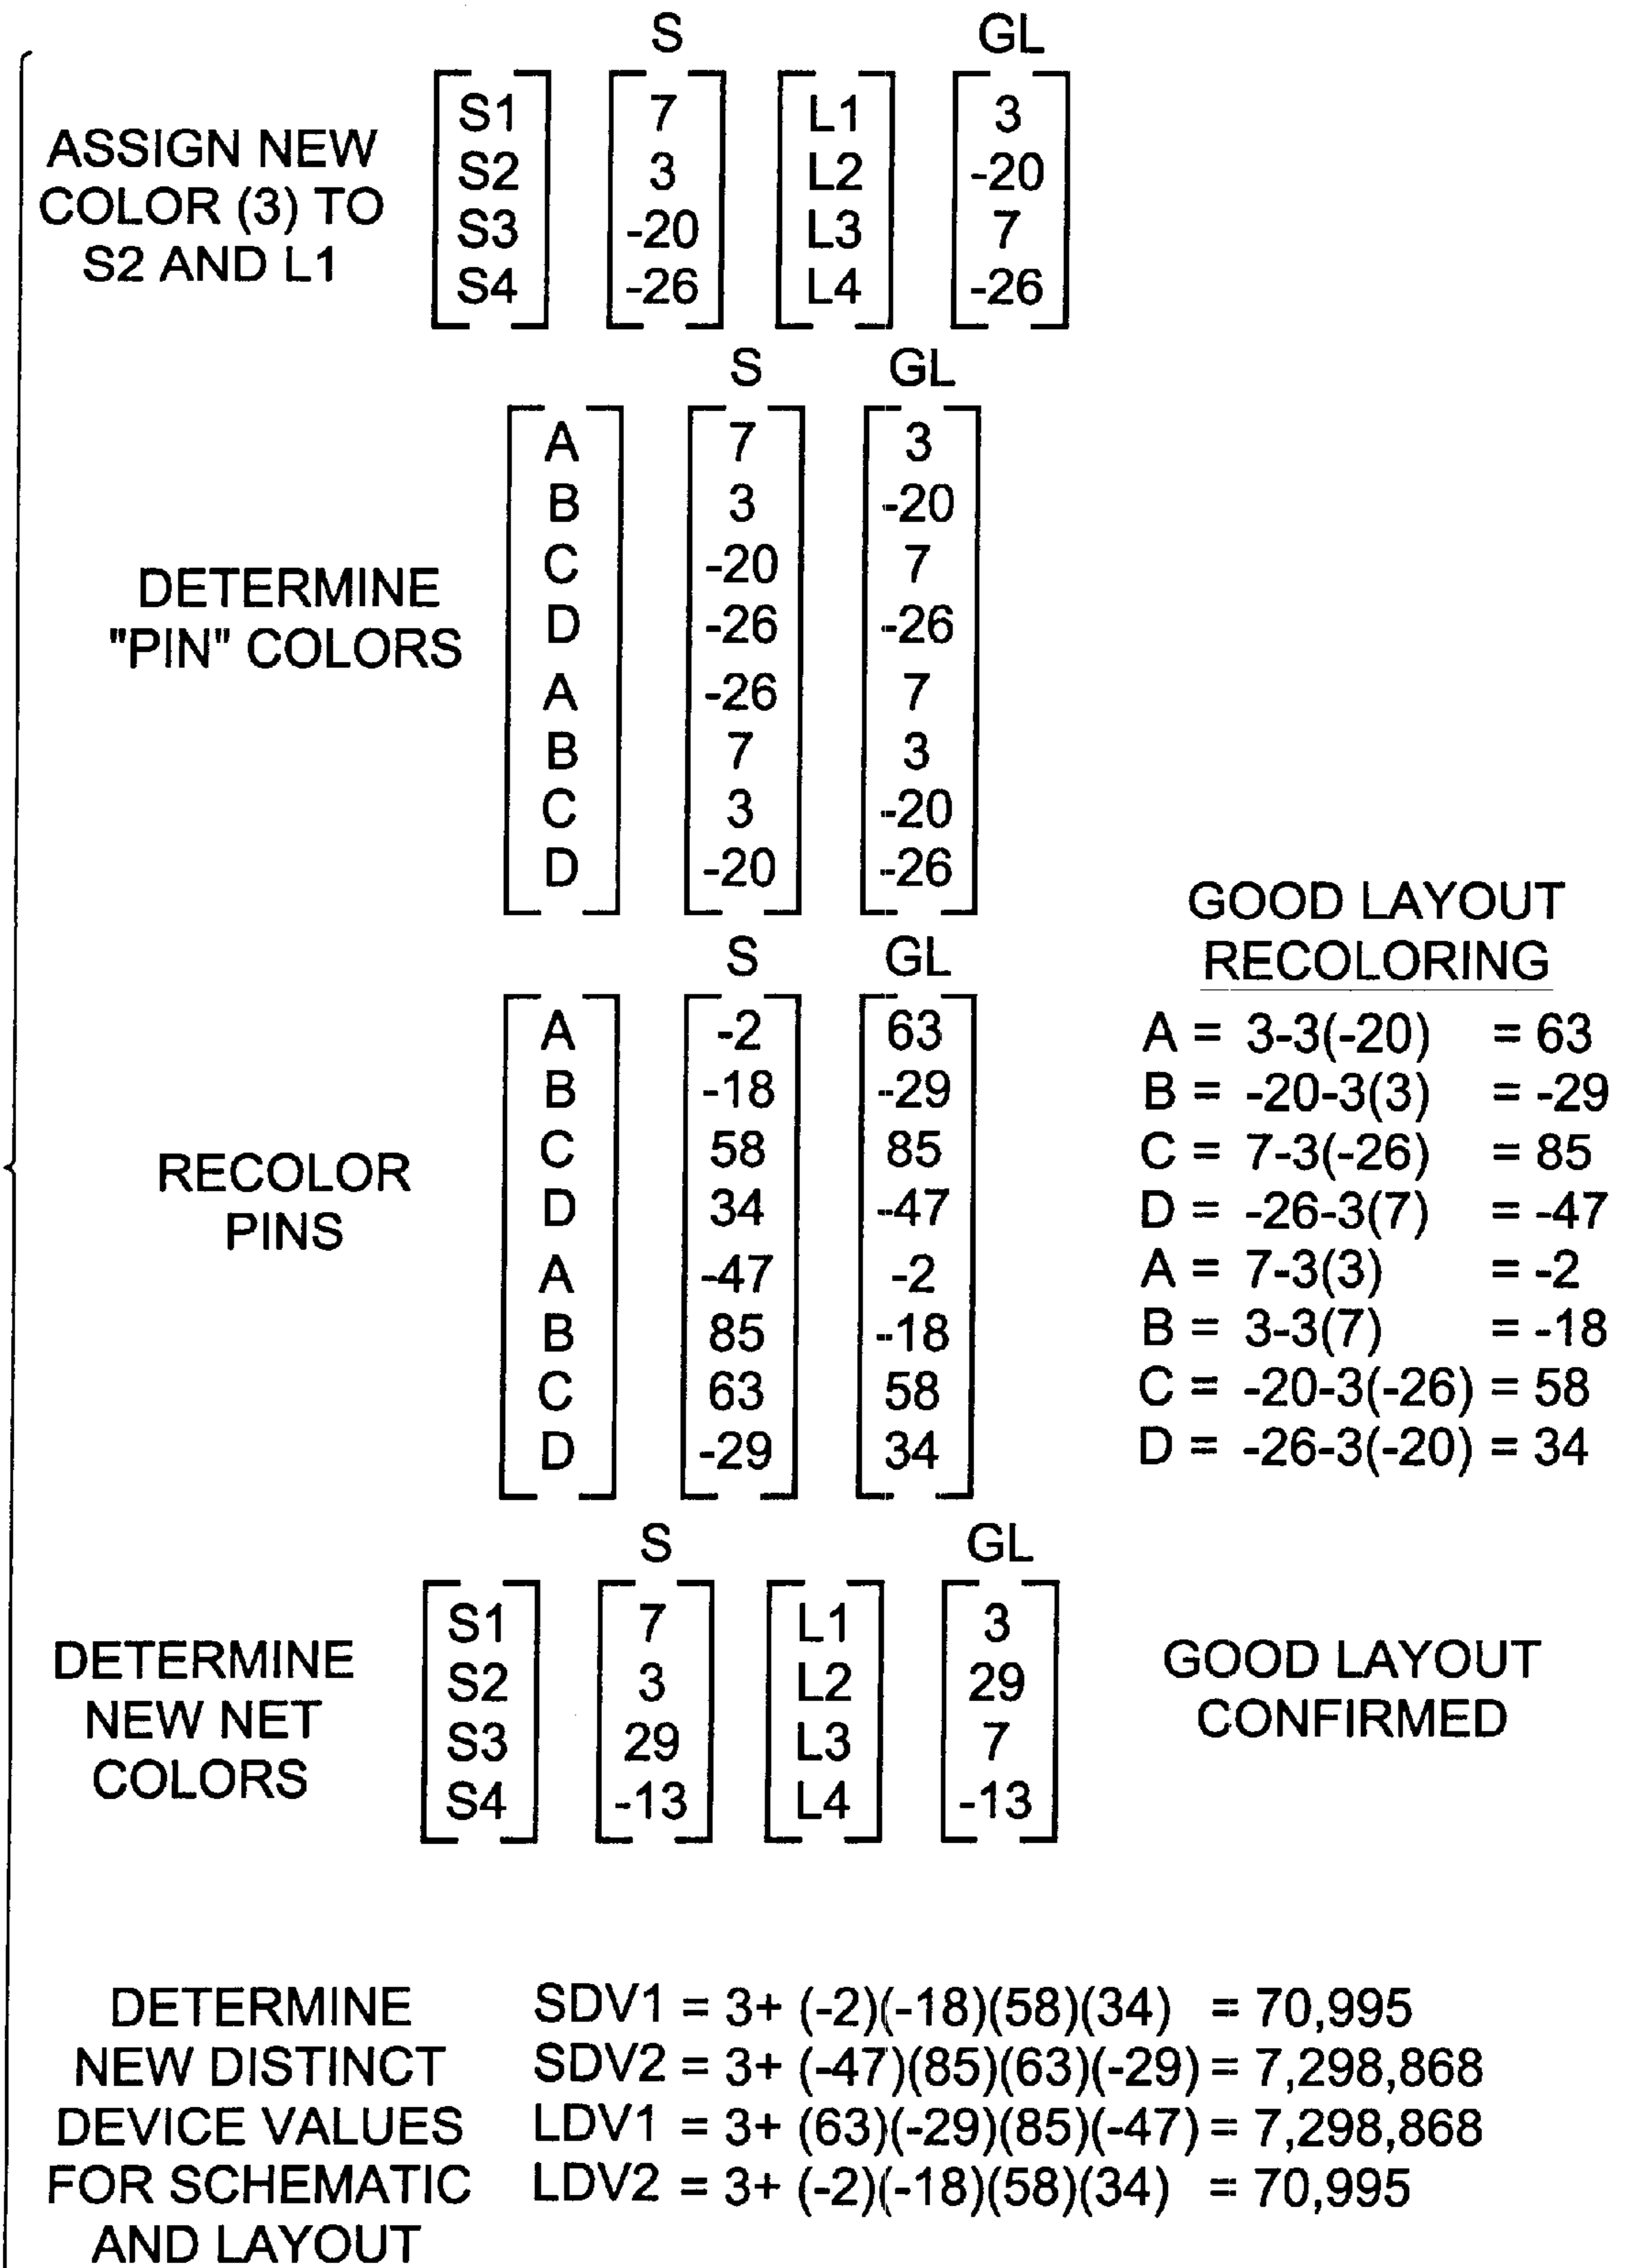 S GL
ASSIGN NEW COLOR (3) TO S2 AND L1
S1 7 L1 3
S2 3 L2 -20
S3 -20 L3 7
S4 -26 L4 -26
S GL
DETERMINE "PIN" COLORS
A 7 3
B 3 -20
C -20 7
D -26 -26
A -26 7
B 7 3
C 3 -20
D -20 -26
S GL
RECOLOR PINS
A -2 63
B -18 -29
C 58 85
D 34 -47
A -47 -2
B 85 -18
C 63 58
D -29 34
GOOD LAYOUT
RECOLORING
A = 3-3(-20) = 63
B = -20-3(3) = -29
C = 7-3(-26) = 85
D = -26-3(7) = -47
A = 7-3(3) = -2
B = 3-3(7) = -18
C = -20-3(-26) = 58
D = -26-3(-20) = 34
S GL
DETERMINE NEW NET COLORS
S1 7 L1 3
S2 3 L2 29
S3 29 L3 7
S4 -13 L4 -13
GOOD LAYOUT
CONFIRMED
DETERMINE
NEW DISTINCT
DEVICE VALUES
FOR SCHEMATIC
AND LAYOUT
SDV1 = 3+ (-2)(-18)(58)(34) = 70,995
SDV2 = 3+ (-47)(85)(63)(-29) = 7,298,868
LDV1 = 3+ (63)(-29)(85)(-47) = 7,298,868
LDV2 = 3+ (-2)(-18)(58)(34) = 70,995